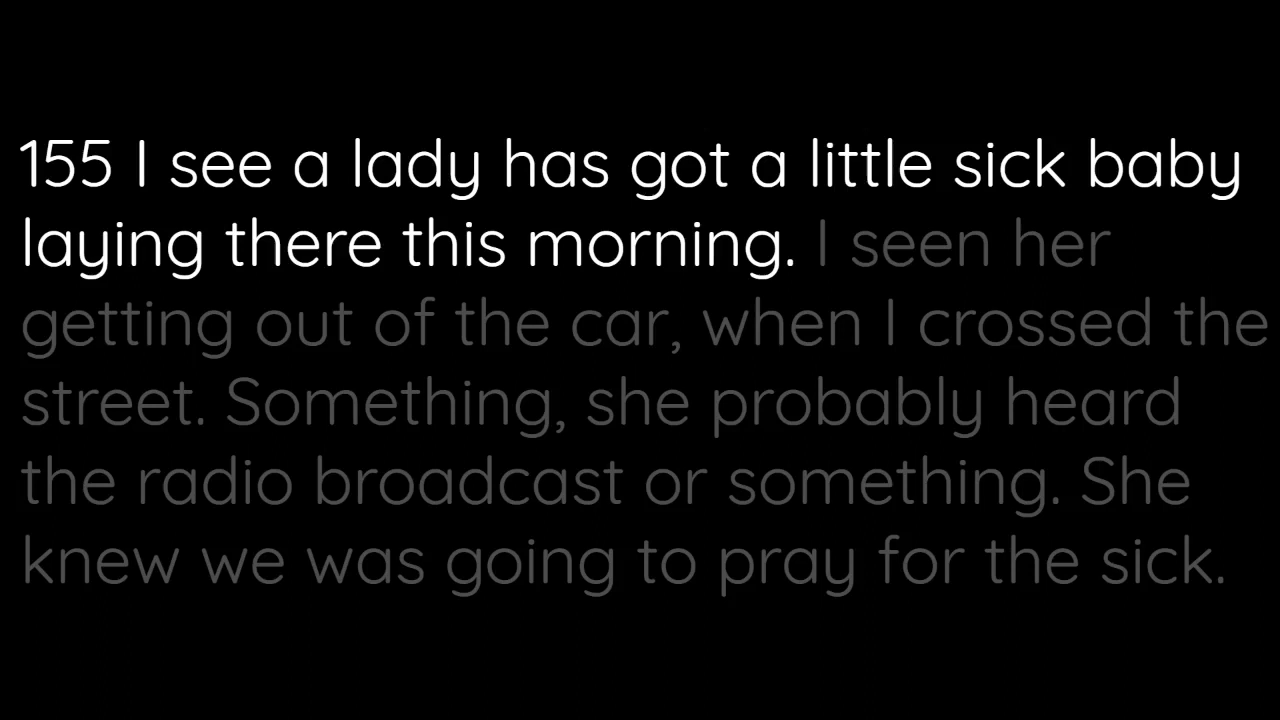 155 I see a lady has got a little sick baby
laying there this morning. I seen her
getting out of the car, when I crossed the
street. Something, she probably heard
the radio broadcast or something. She
knew we was going to pray for the sick.